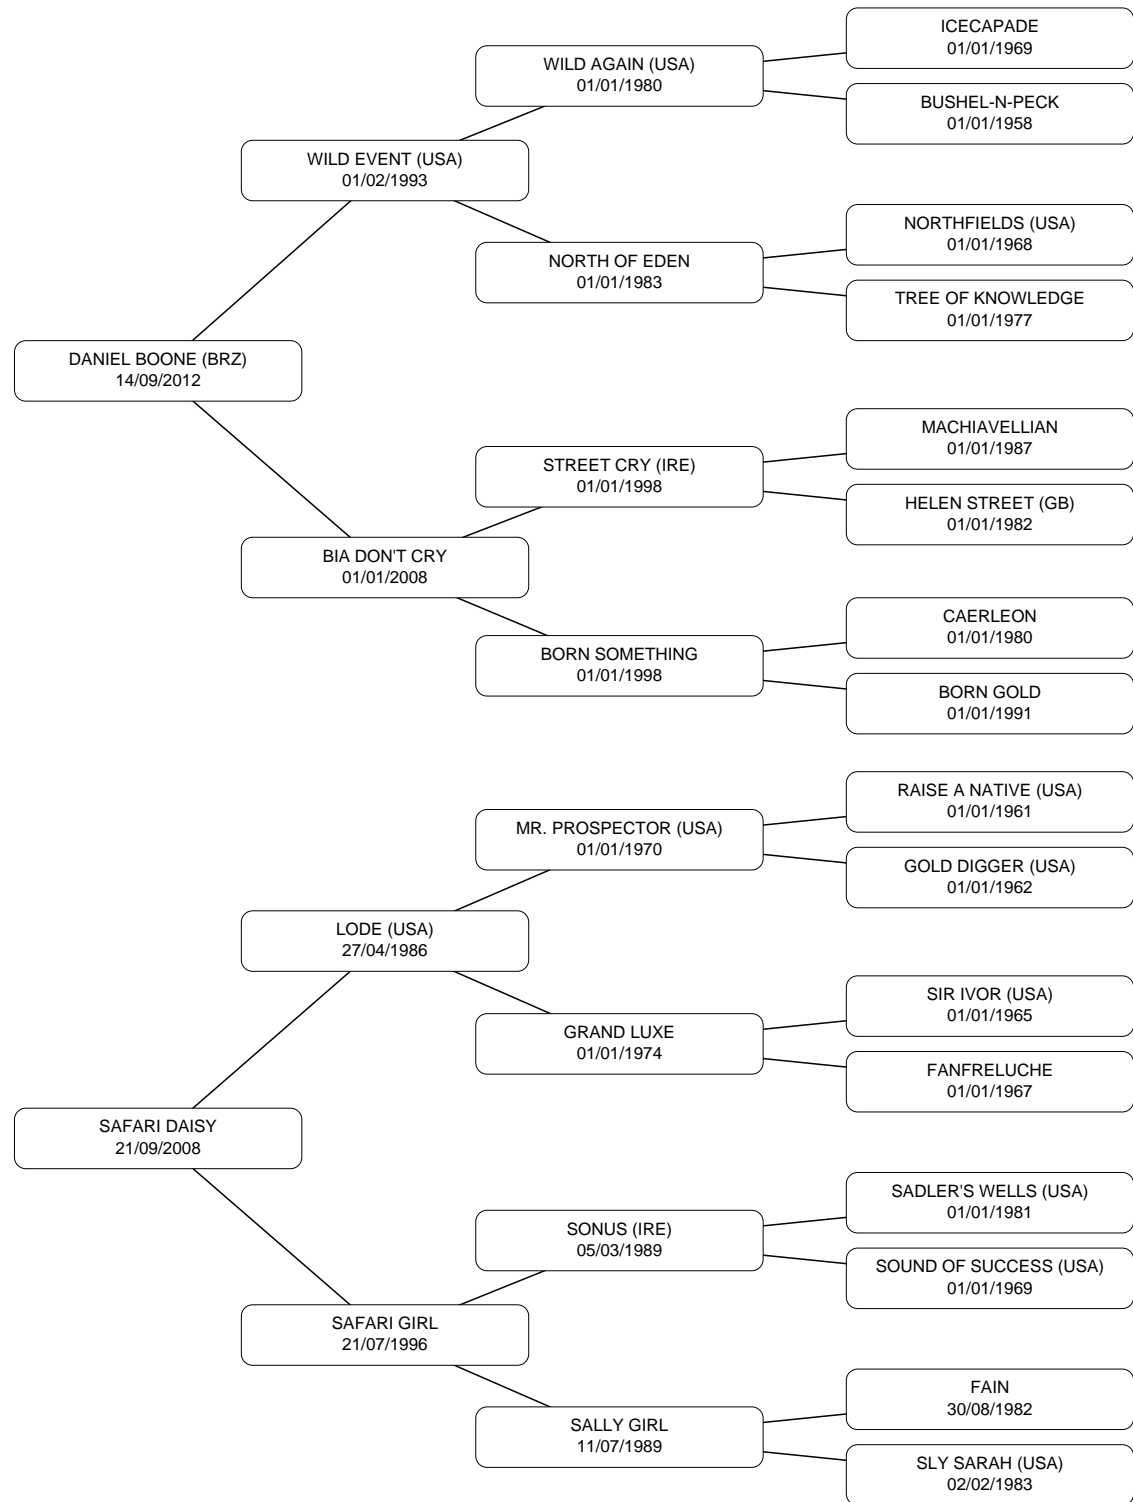 ICECAPADE
01/01/1969
WILD AGAIN (USA)
01/01/1980
BUSHEL-N-PECK
01/01/1958
WILD EVENT (USA)
01/02/1993
NORTHFIELDS (USA)
01/01/1968
NORTH OF EDEN
01/01/1983
TREE OF KNOWLEDGE
01/01/1977
DANIEL BOONE (BRZ)
14/09/2012
MACHIAVELLIAN
01/01/1987
STREET CRY (IRE)
01/01/1998
HELEN STREET (GB)
01/01/1982
BIA DON'T CRY
01/01/2008
CAERLEON
01/01/1980
BORN SOMETHING
01/01/1998
BORN GOLD
01/01/1991
RAISE A NATIVE (USA)
01/01/1961
MR. PROSPECTOR (USA)
01/01/1970
GOLD DIGGER (USA)
01/01/1962
LODE (USA)
27/04/1986
SIR IVOR (USA)
01/01/1965
GRAND LUXE
01/01/1974
FANFRELUCHE
01/01/1967
SAFARI DAISY
21/09/2008
SADLER'S WELLS (USA)
01/01/1981
SONUS (IRE)
05/03/1989
SOUND OF SUCCESS (USA)
01/01/1969
SAFARI GIRL
21/07/1996
FAIN
30/08/1982
SALLY GIRL
11/07/1989
SLY SARAH (USA)
02/02/1983